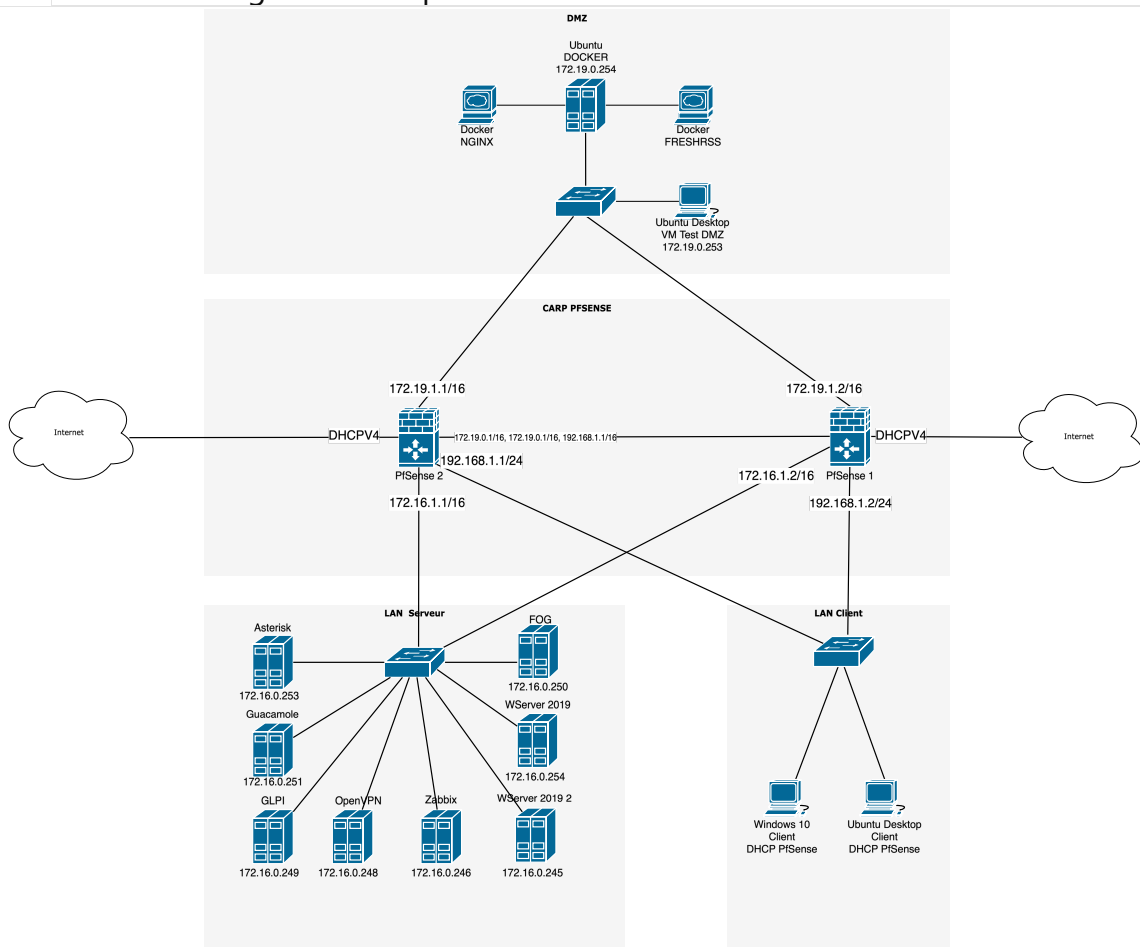 DMZ
Ubuntu
DOCKER
172.19.0.254
Docker
NGINX
Docker
FRESHRSS
Ubuntu Desktop
VM Test DMZ
172.19.0.253
CARP PFSENSE
172.19.1.1/16
172.19.1.2/16
Internet
DHCPV4
172.19.0.1/16, 172.19.0.1/16, 192.168.1.1/16
DHCPV4
Internet
192.168.1.1/24
PfSense 2
172.16.1.2/16
PfSense 1
172.16.1.1/16
192.168.1.2/24
LAN Serveur
LAN Client
Asterisk
172.16.0.253
FOG
172.16.0.250
Guacamole
172.16.0.251
WServer 2019
172.16.0.254
GLPI
172.16.0.249
OpenVPN
172.16.0.248
Zabbix
172.16.0.246
WServer 2019 2
172.16.0.245
Windows 10
Client
DHCP PfSense
Ubuntu Desktop
Client
DHCP PfSense